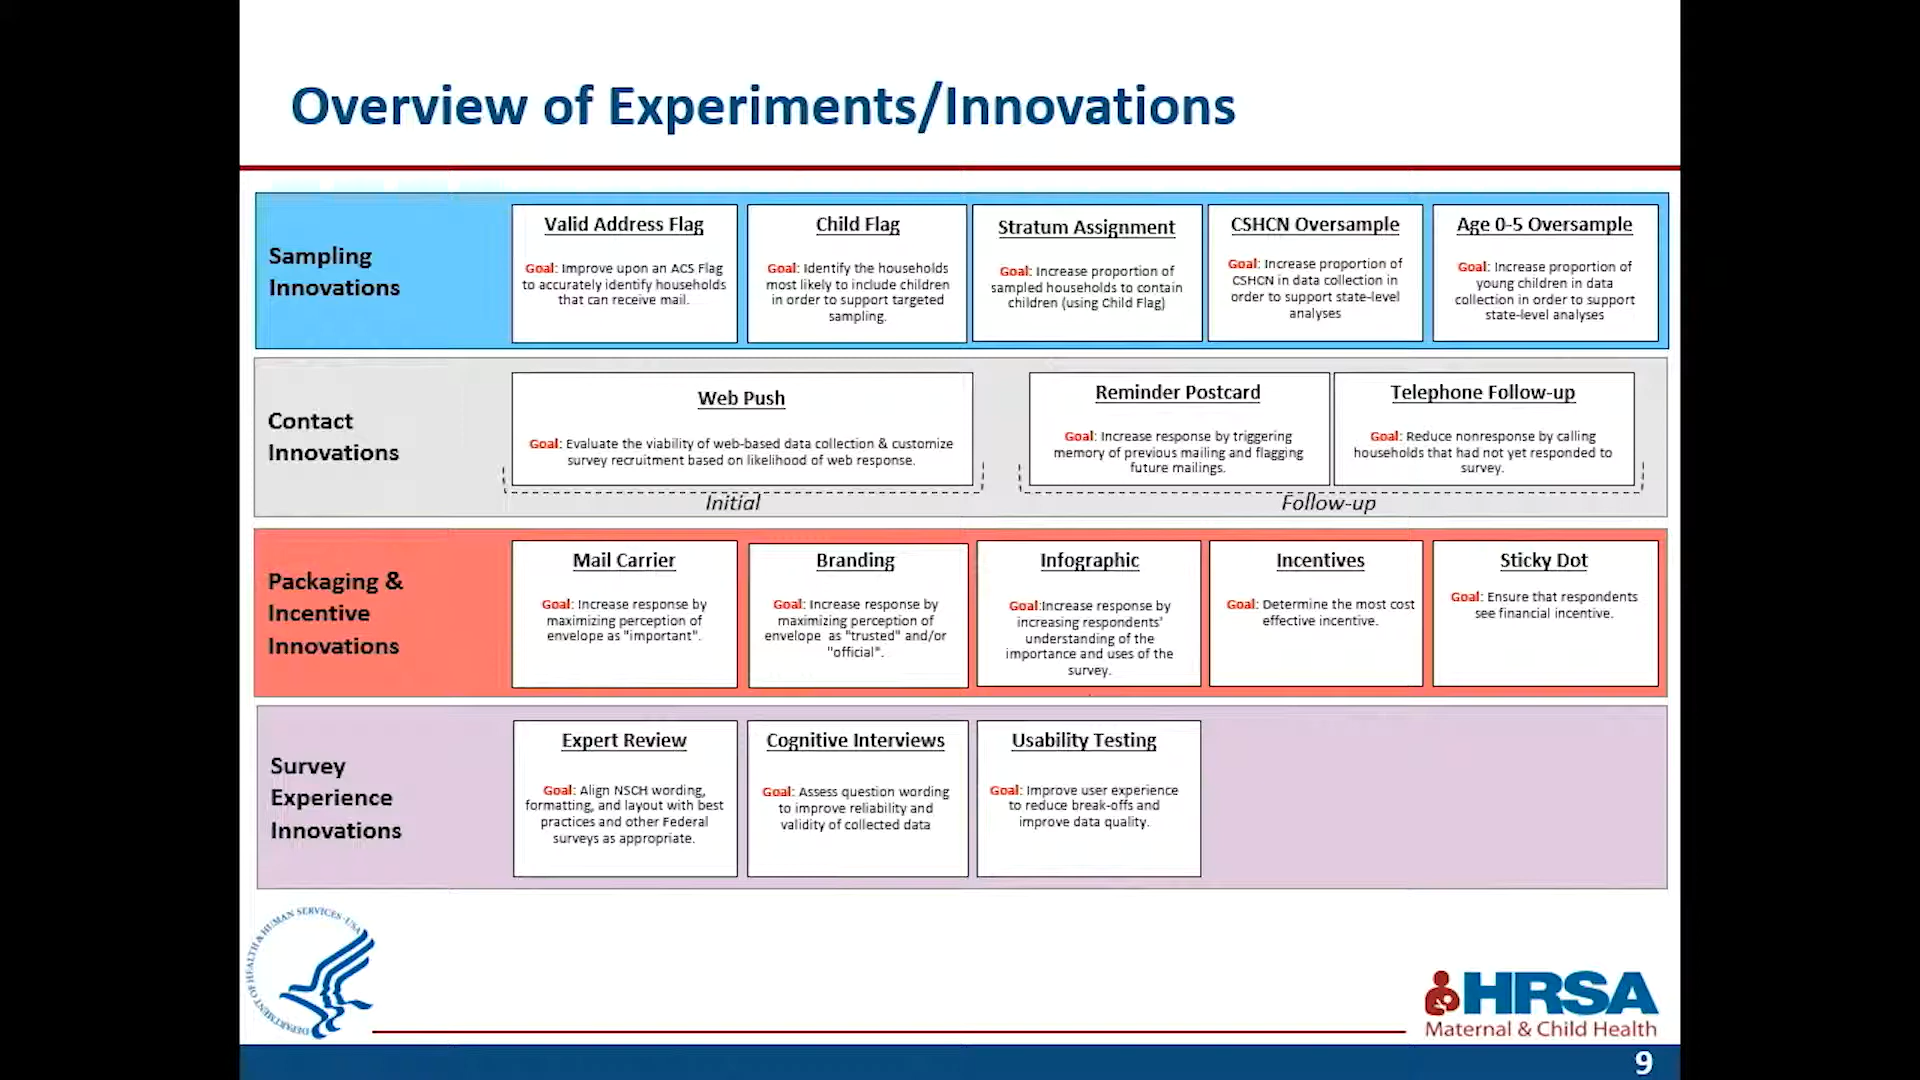 Overview of Experiments/Innovations
Sampling
Innovations
Valid Address Flag
Goal: Improve upon an ACS Flag
to accurately identify households
that can receive mail.
Child Flag
Goal: Identify the households
most likely to include children
in order to support targeted
sampling.
Stratum Assignment
Goal: Increase proportion of
sampled households to contain
children (using Child Flag)
CSHCN Oversample
Goal: Increase proportion of
CSHCN in data collection in
order to support state-level
analyses
Age 0-5 Oversample
Goal: Increase proportion of
young children in data
collection in order to support
state-level analyses
Contact
Innovations
Web Push
Goal: Evaluate the viability of web-based data collection & customize
survey recruitment based on likelihood of web response.
Initial
Reminder Postcard
Goal: Increase response by triggering
memory of previous mailing and flagging
future mailings.
Telephone Follow-up
Goal: Reduce nonresponse by calling
households that had not yet responded to
survey.
Follow-up
Packaging &
Incentive
Innovations
Mail Carrier
Goal: Increase response by
maximizing perception of
envelope as "important".
Branding
Goal: Increase response by
maximizing perception of
envelope as "trusted" and/or
"official".
Infographic
Goal:Increase response by
increasing respondents'
understanding of the
importance and uses of the
survey.
Incentives
Goal: Determine the most cost
effective incentive.
Sticky Dot
Goal: Ensure that respondents
see financial incentive.
Survey
Experience
Innovations
Expert Review
Goal: Align NSCH wording,
formatting, and layout with best
practices and other Federal
surveys as appropriate.
Cognitive Interviews
Goal: Assess question wording
to improve reliability and
validity of collected data
Usability Testing
Goal: Improve user experience
to reduce break-offs and
improve data quality.
DEPARTMENT OF HEALTH & HUMAN SERVICES·USA
HRSA
Maternal & Child Health
9